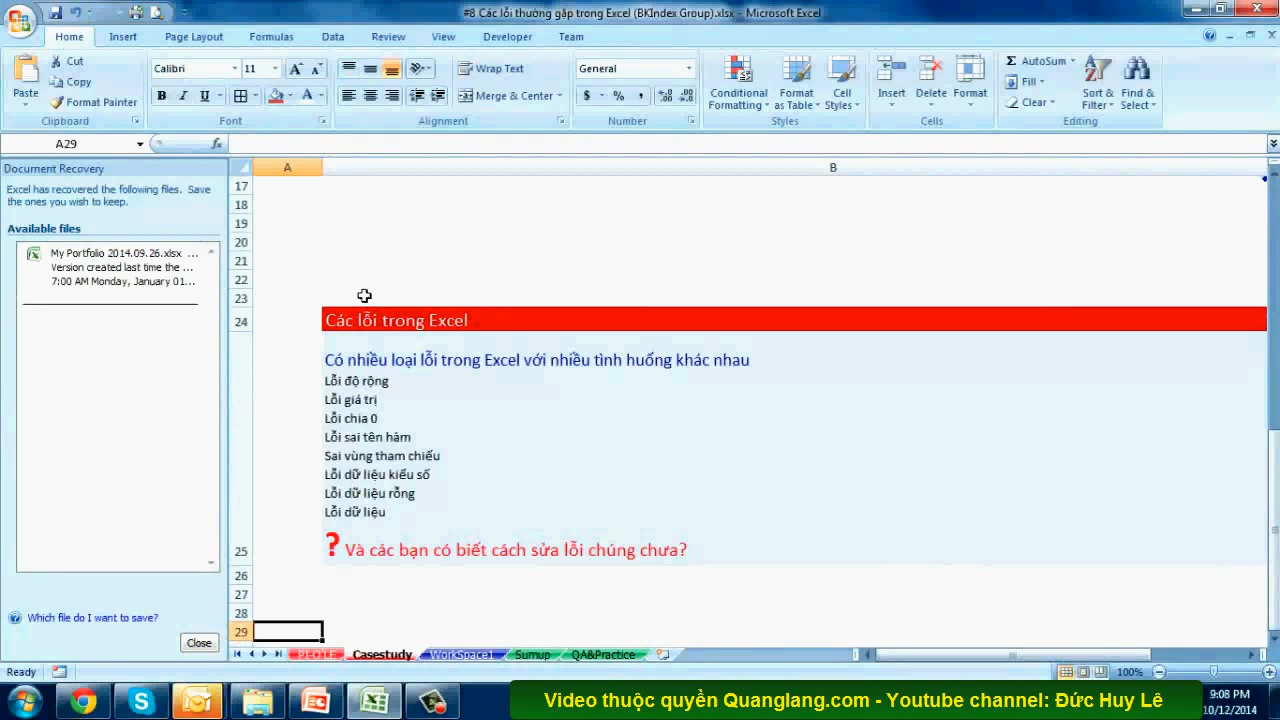 #8 Các lỗi thường gặp trong Excel (BKIndex Group).xlsx - Microsoft Excel
Home Insert Page Layout Formulas Data Review View Developer Team
Paste
Cut
Copy
Format Painter
Clipboard
Calibri 11
B I U
Font
Wrap Text
Merge & Center
Alignment
General
$ % ,
Number
Conditional Formatting
Format as Table
Cell Styles
Styles
Insert Delete Format
Cells
Σ AutoSum
Fill
Clear
Sort & Filter
Find & Select
Editing
A29 fx
Document Recovery
Excel has recovered the following files. Save
the ones you wish to keep.
Available files
My Portfolio 2014.09.26.xlsx ...
Version created last time the ...
7:00 AM Monday, January 01...
Which file do I want to save?
Close
A B
17
18
19
20
21
22
23
24 Các lỗi trong Excel
Có nhiều loại lỗi trong Excel với nhiều tình huống khác nhau
Lỗi độ rộng
Lỗi giá trị
Lỗi chia 0
Lỗi sai tên hàm
Sai vùng tham chiếu
Lỗi dữ liệu kiểu số
Lỗi dữ liệu rỗng
Lỗi dữ liệu
25 ? Và các bạn có biết cách sửa lỗi chúng chưa?
26
27
28
29
Casestudy WorkSpace1 Sumup QA&Practice
Ready 100%
Video thuộc quyền Quanglang.com - Youtube channel: Đức Huy Lê
9:08 PM
10/12/2014